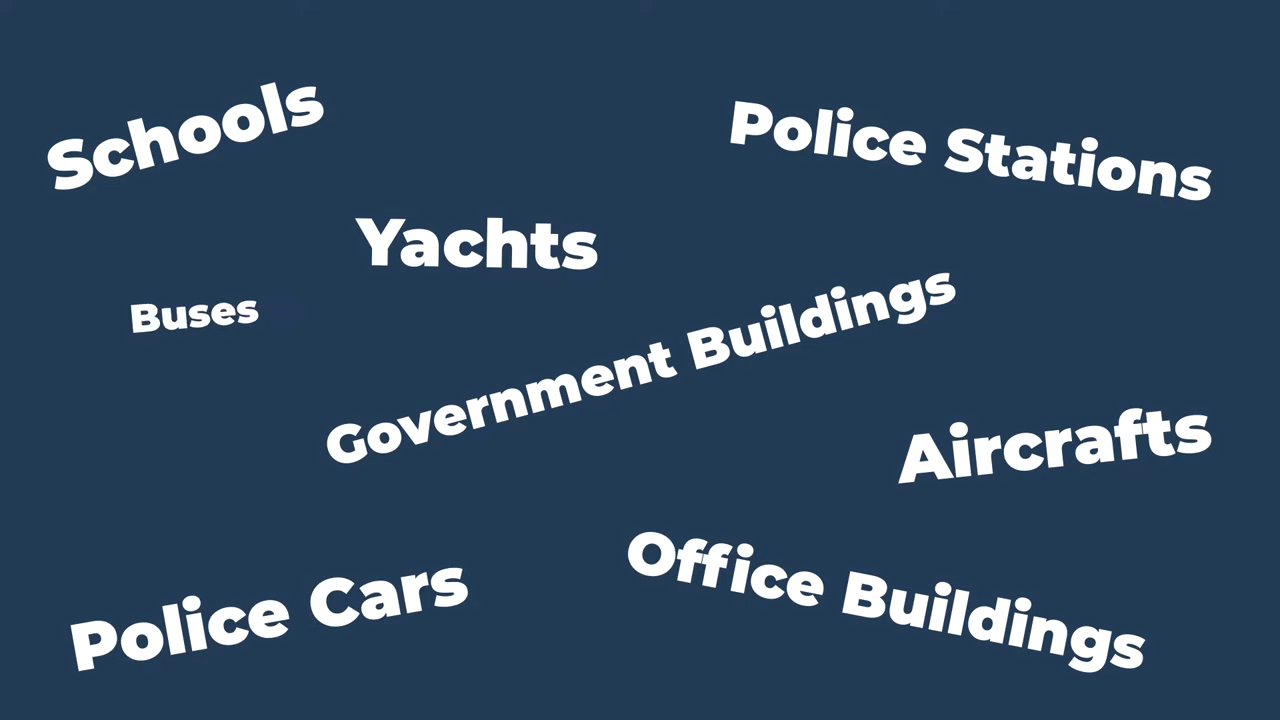 Schools
Police Stations
Yachts
Buses
Government Buildings
Aircrafts
Office Buildings
Police Cars